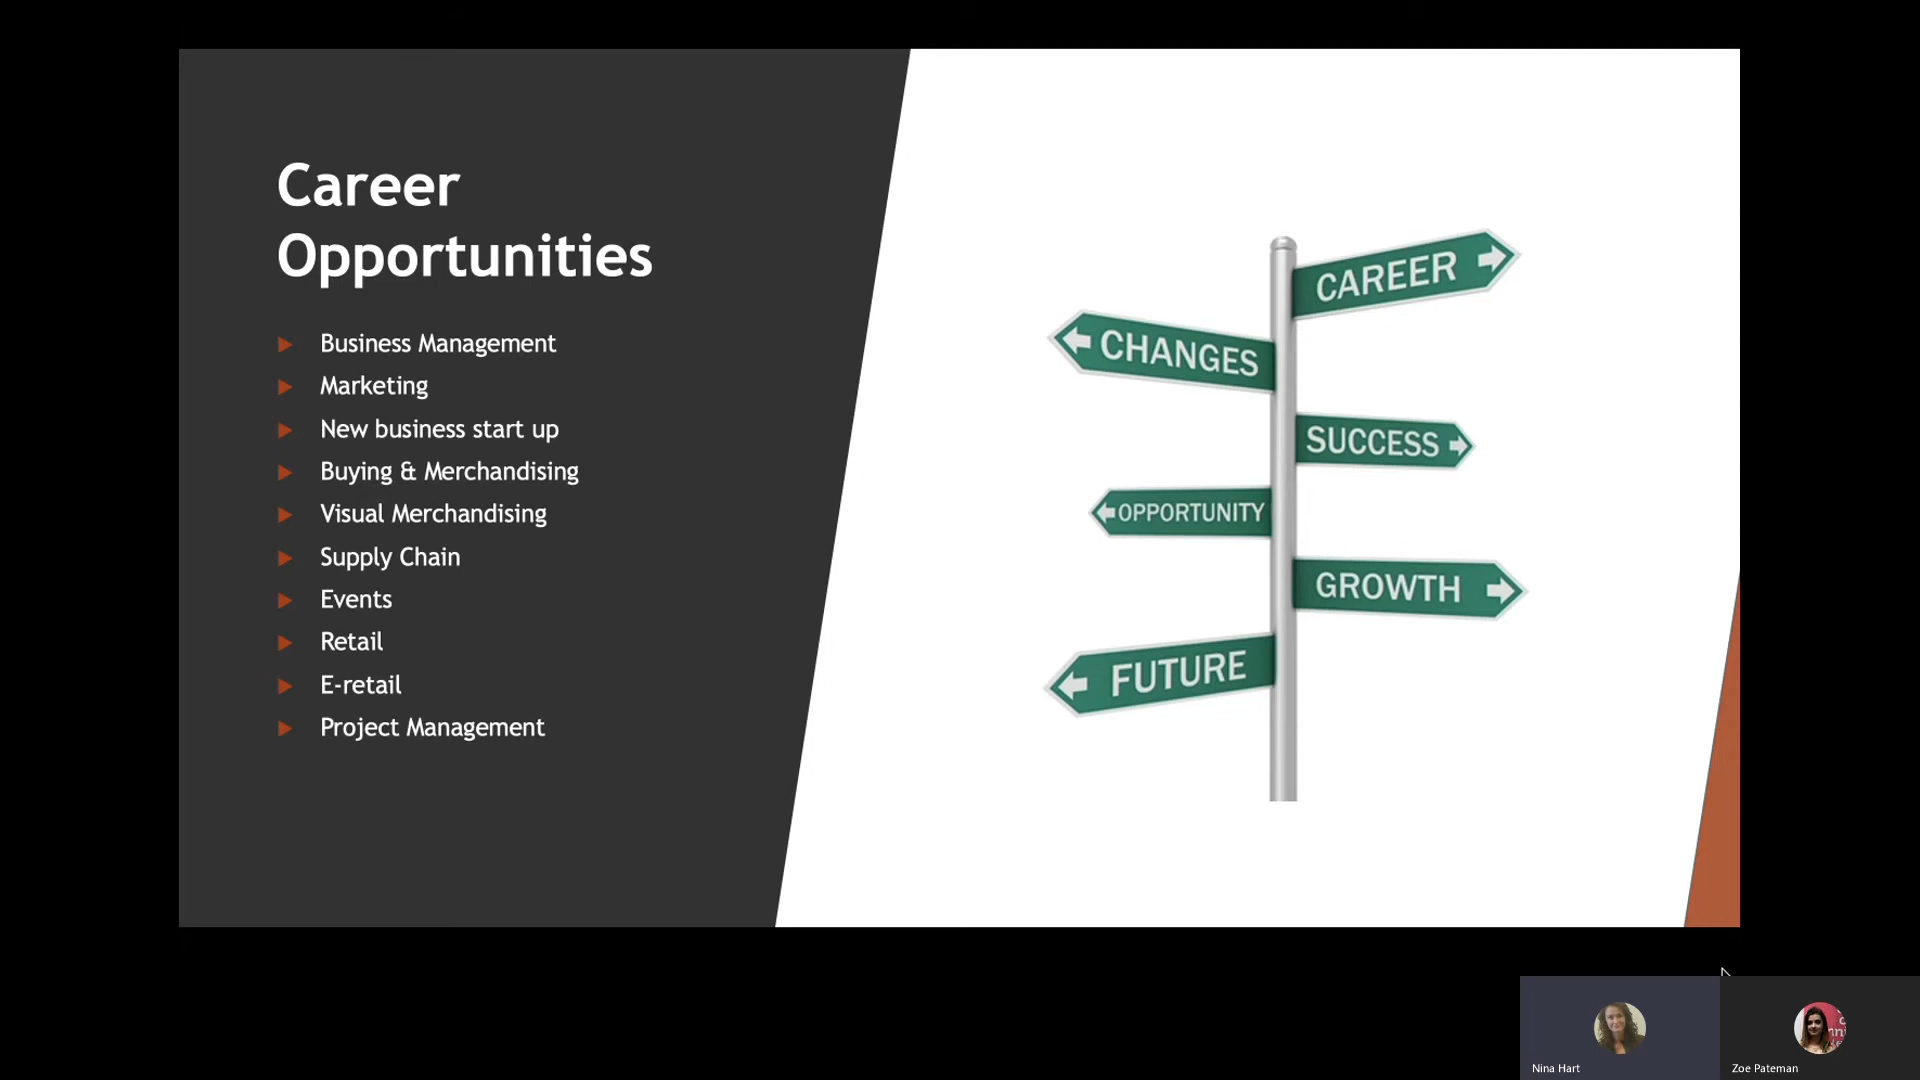 Career
Opportunities
Business Management
Marketing
New business start up
Buying & Merchandising
Visual Merchandising
Supply Chain
Events
Retail
E-retail
Project Management
CAREER
CHANGES
SUCCESS
OPPORTUNITY
GROWTH
FUTURE
Nina Hart
Zoe Pateman